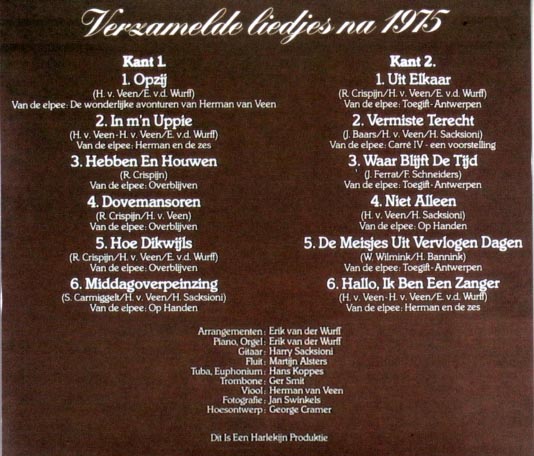 Verzamelde liedjes na 1975
Kant 1.
1. Opzij
(H. v. Veen/E. v.d. Wurff)
Van de elpee: De wonderlijke avonturen van Herman van Veen
2. In m'n Uppie
(H. v. Veen-H. v. Veen/E. v.d. Wurff)
Van de elpee: Herman en de zes
3. Hebben En Houwen
(R. Crispijn)
Van de elpee: Overblijven
4. Dovemansoren
(R. Crispijn/H. v. Veen)
Van de elpee: Overblijven
5. Hoe Dikwijls
(R. Crispijn/H. v. Veen/E. v.d. Wurff)
Van de elpee: Overblijven
6. Middagoverpeinzing
(S. Carmiggelt/H. v. Veen/H. Sacksioni)
Van de elpee: Op Handen
Kant 2.
1. Uit Elkaar
(R. Crispijn/H. v. Veen/E. v.d. Wurff)
Van de elpee: Toegift-Antwerpen
2. Vermiste Terecht
(J. Baars/H. v. Veen/H. Sacksioni)
Van de elpee: Carré IV - een voorstelling
3. Waar Blijft De Tijd
(J. Ferrat/F. Schneiders)
Van de elpee: Toegift-Antwerpen
4. Niet Alleen
(H. v. Veen/H. Sacksioni)
Van de elpee: Op Handen
5. De Meisjes Uit Vervlogen Dagen
(W. Wilmink/H. Bannink)
Van de elpee: Toegift-Antwerpen
6. Hallo, Ik Ben Een Zanger
(H. v. Veen-H. v. Veen/E. v.d. Wurff)
Van de elpee: Herman en de zes
Arrangementen: Erik van der Wurff
Piano, Orgel: Erik van der Wurff
Gitaar: Harry Sacksioni
Fluit: Martijn Alsters
Tuba, Euphonium: Hans Koppes
Trombone: Ger Smit
Viool: Herman van Veen
Fotografie: Jan Swinkels
Hoesontwerp: George Cramer
Dit Is Een Harlekijn Produktie